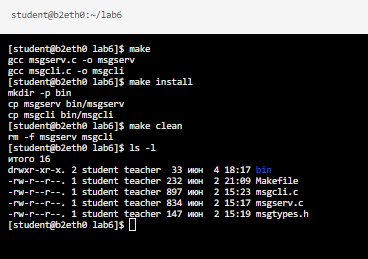 student@b2eth0:~/lab6
[student@b2eth0 lab6]$ make
gcc msgserv.c -o msgserv
gcc msgcli.c -o msgcli
[student@b2eth0 lab6]$ make install
mkdir -p bin
cp msgserv bin/msgserv
cp msgcli bin/msgcli
[student@b2eth0 lab6]$ make clean
rm -f msgserv msgcli
[student@b2eth0 lab6]$ ls -l
итого 16
drwxr-xr-x. 2 student teacher  33 июн  4 18:17 bin
-rw-r--r--. 1 student teacher 232 июн  2 21:09 Makefile
-rw-r--r--. 1 student teacher 897 июн  2 15:23 msgcli.c
-rw-r--r--. 1 student teacher 834 июн  2 15:17 msgserv.c
-rw-r--r--. 1 student teacher 147 июн  2 15:19 msgtypes.h
[student@b2eth0 lab6]$